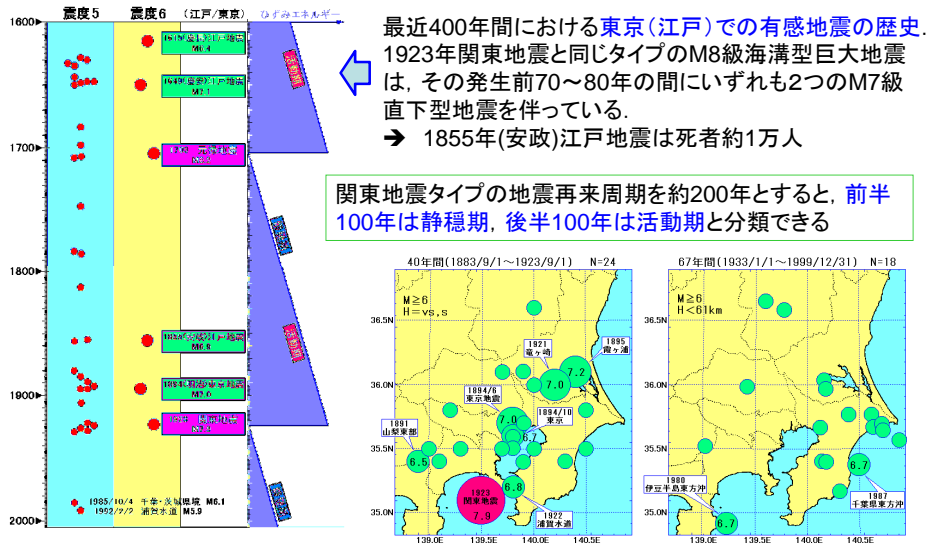 震度5
震度6
(江戸/東京)
ひずみエネルギー
1600
1700
1800
1900
2000
M6.4
M7.1
M6.9
M7.0
1985/10/4 千葉・茨城県境 M6.1
1992/2/2 浦賀水道 M5.9
最近400年間における東京(江戸)での有感地震の歴史.
1923年関東地震と同じタイプのM8級海溝型巨大地震
は, その発生前70~80年の間にいずれも2つのM7級
直下型地震を伴っている.
➔ 1855年(安政)江戸地震は死者約1万人
関東地震タイプの地震再来周期を約200年とすると, 前半
100年は静穏期, 後半100年は活動期と分類できる
40年間(1883/9/1~1923/9/1) N=24
M≧6
H=vs,s
36.5N
36.0N
35.5N
35.0N
139.0E
139.5E
140.0E
140.5E
1895
霞ヶ浦
7.2
1921
竜ヶ崎
7.0
1894/6
東京地震
7.0
1894/10
東京
6.7
1891
山梨東部
6.5
1923
関東地震
7.9
6.8
1922
浦賀水道
67年間(1933/1/1~1999/12/31) N=18
M≧6
H<61km
36.5N
36.0N
35.5N
35.0N
139.0E
139.5E
140.0E
140.5E
1980
伊豆半島東方沖
6.7
6.7
1987
千葉県東方沖